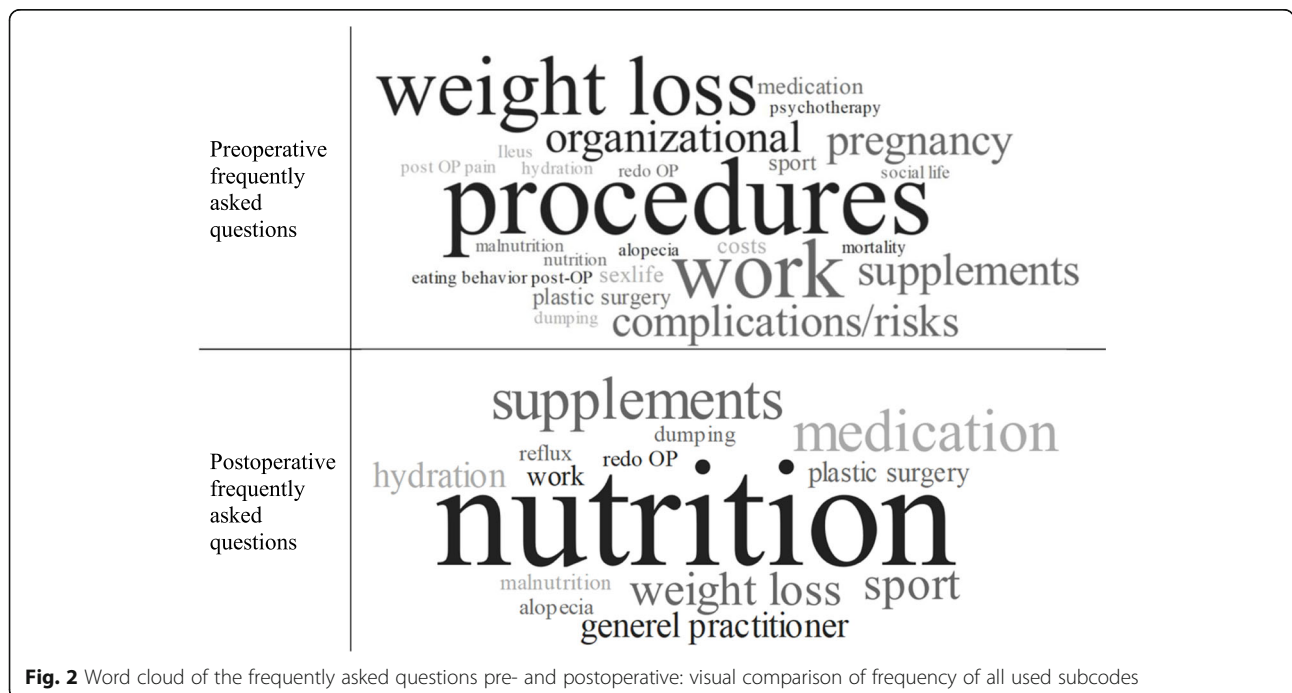 Preoperative
frequently
asked
questions
weight loss
medication
psychotherapy
organizational
pregnancy
Ileus
post OP pain
hydration
redo OP
sport
social life
procedures
malnutrition
alopecia
costs
mortality
nutrition
work
supplements
eating behavior post-OP
sexlife
plastic surgery
dumping
complications/risks
Postoperative
frequently
asked
questions
supplements
dumping
medication
reflux
redo OP
hydration
work
plastic surgery
nutrition
malnutrition
weight loss
sport
alopecia
generel practitioner
Fig. 2 Word cloud of the frequently asked questions pre- and postoperative: visual comparison of frequency of all used subcodes